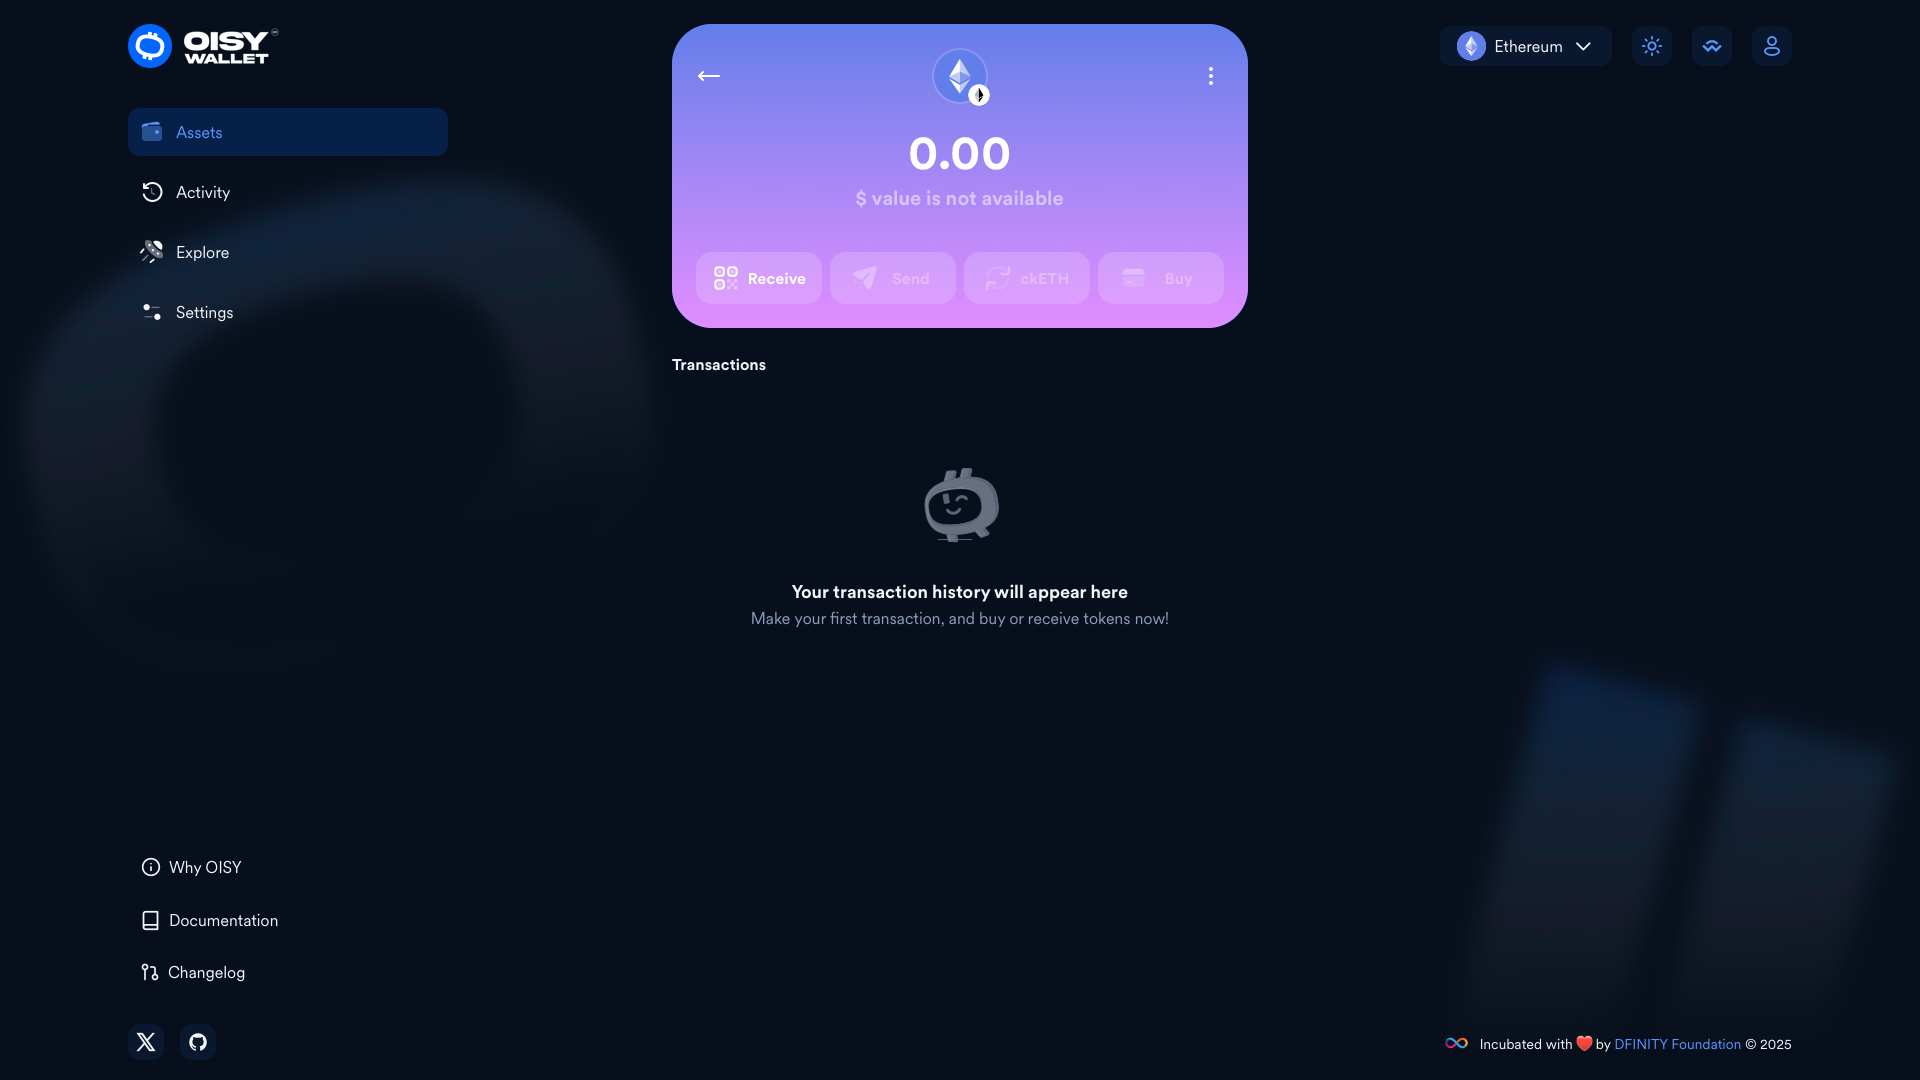 OISY
WALLET
Ethereum
Assets
Activity
Explore
Settings
0.00
$ value is not available
Receive
Send
ckETH
Buy
Transactions
Your transaction history will appear here
Make your first transaction, and buy or receive tokens now!
Why OISY
Documentation
Changelog
Incubated with ❤️ by DFINITY Foundation © 2025